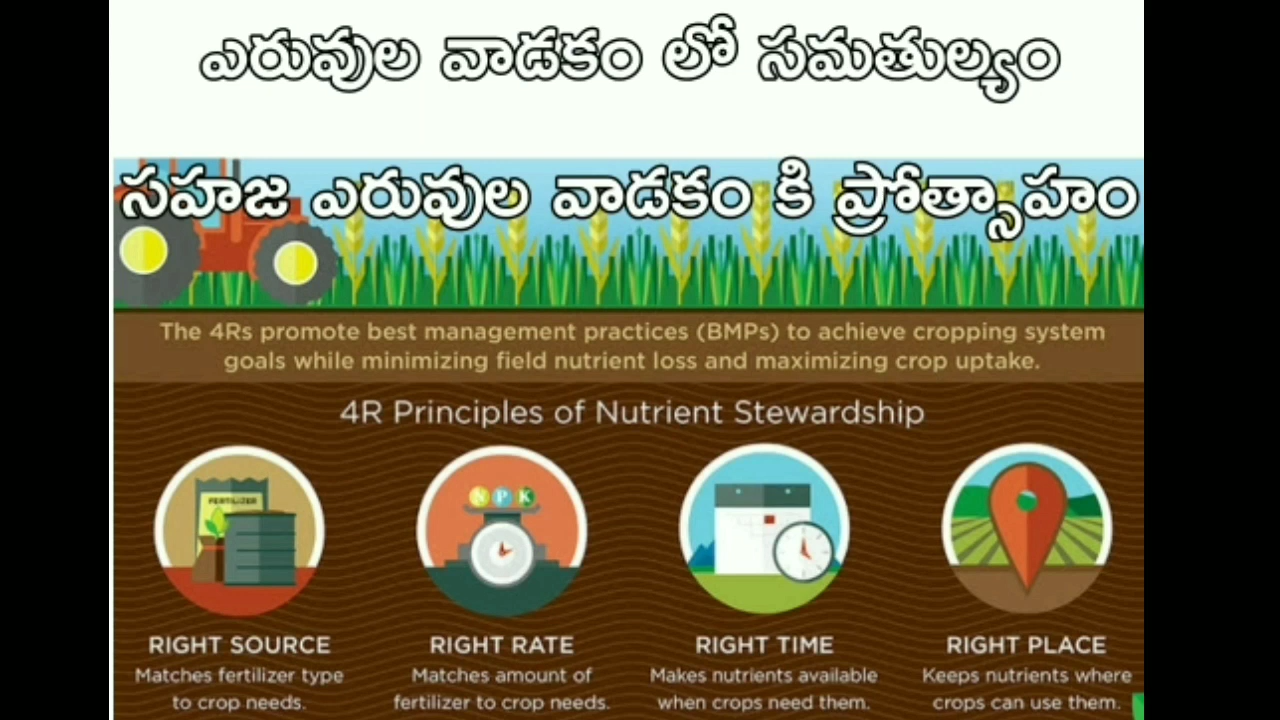 ఎరువుల వాడకం లో సమతుల్యం
సహజ ఎరువుల వాడకం కి ప్రోత్సాహం
The 4Rs promote best management practices (BMPs) to achieve cropping system
goals while minimizing field nutrient loss and maximizing crop uptake.
4R Principles of Nutrient Stewardship
FERTILIZER
N P K
RIGHT SOURCE
Matches fertilizer type
to crop needs.
RIGHT RATE
Matches amount of
fertilizer to crop needs.
RIGHT TIME
Makes nutrients available
when crops need them.
RIGHT PLACE
Keeps nutrients where
crops can use them.